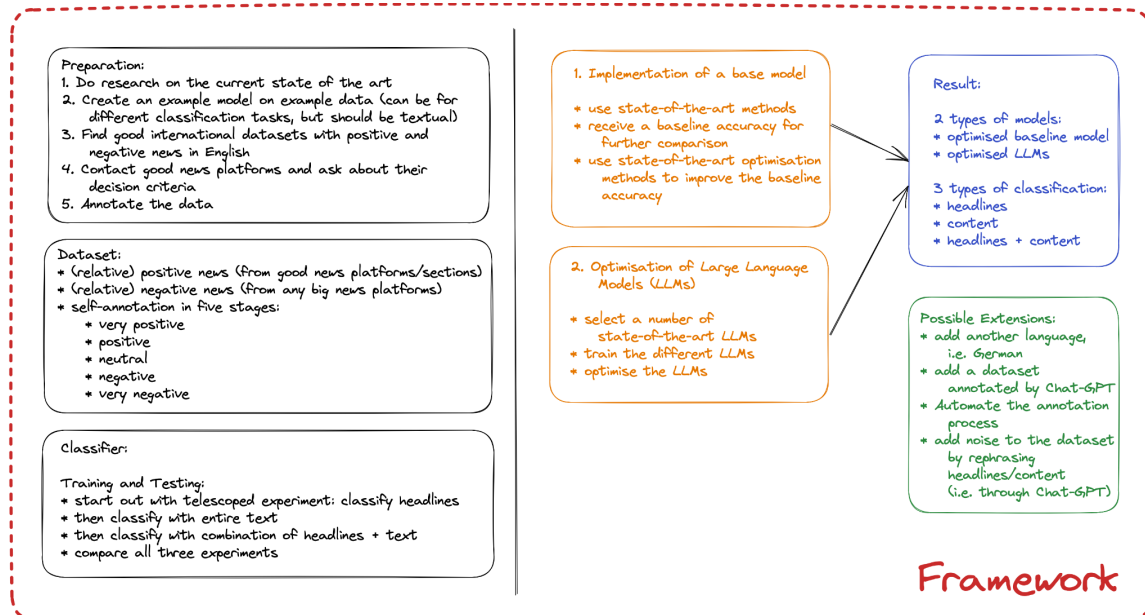 Preparation:
1. Do research on the current state of the art
2. Create an example model on example data (can be for
different classification tasks, but should be textual)
3. Find good international datasets with positive and
negative news in English
4. Contact good news platforms and ask about their
decision criteria
5. Annotate the data
Dataset:
* (relative) positive news (from good news platforms/sections)
* (relative) negative news (from any big news platforms)
* self-annotation in five stages:
* very positive
* positive
* neutral
* negative
* very negative
Classifier:
Training and Testing:
* start out with telescoped experiment: classify headlines
* then classify with entire text
* then classify with combination of headlines + text
* compare all three experiments
1. Implementation of a base model
* use state-of-the-art methods
* receive a baseline accuracy for
further comparison
* use state-of-the-art optimisation
methods to improve the baseline
accuracy
2. Optimisation of Large Language
Models (LLMs)
* select a number of
state-of-the-art LLMs
* train the different LLMs
* optimise the LLMs
Result:
2 types of models:
* optimised baseline model
* optimised LLMs
3 types of classification:
* headlines
* content
* headlines + content
Possible Extensions:
* add another language,
i.e. German
* add a dataset
annotated by Chat-GPT
* Automate the annotation
process
* add noise to the dataset
by rephrasing
headlines/content
(i.e. through Chat-GPT)
Framework